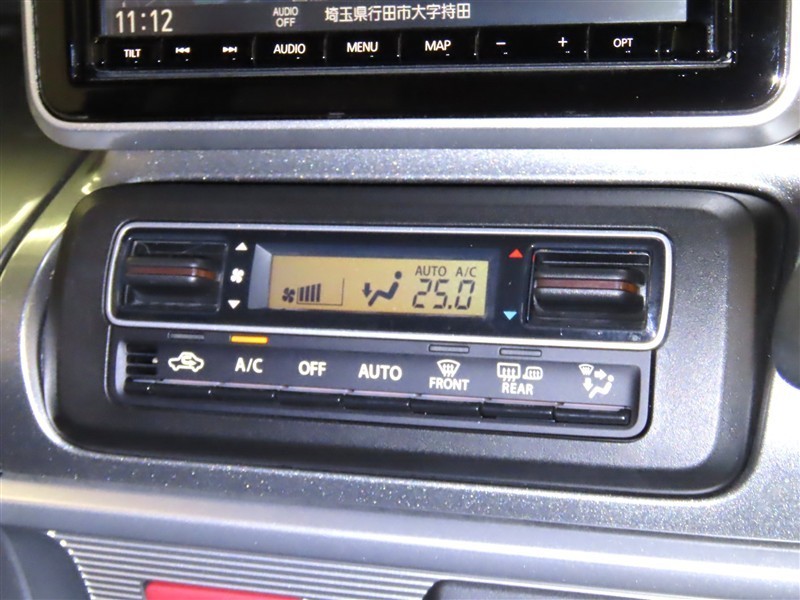 11:12 AUDIO OFF 埼玉県行田市大字持田
TILT AUDIO MENU MAP − + OPT
AUTO A/C
25.0
A/C OFF AUTO FRONT REAR